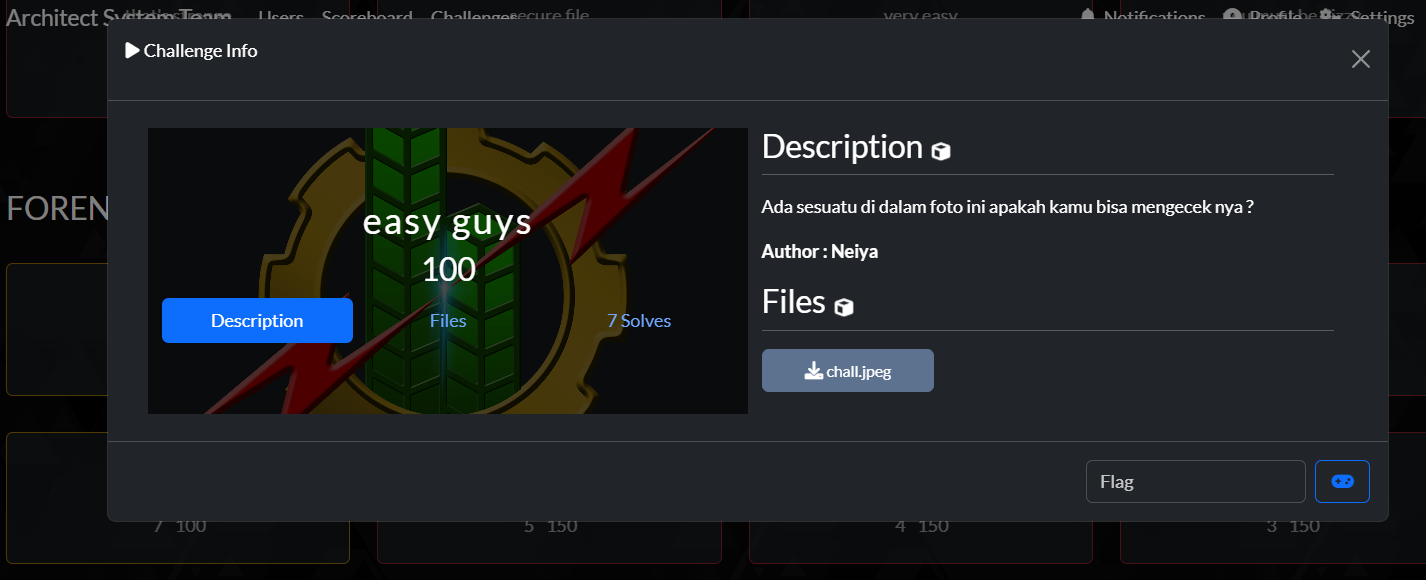 Architect System Team Users Scoreboard Challenges Notifications Profile Settings
that's stream secure file very easy
Challenge Info
easy guys
100
Description Files 7 Solves
Description
Ada sesuatu di dalam foto ini apakah kamu bisa mengecek nya ?
Author : Neiya
Files
chall.jpeg
FOREN
Flag
7 100 5 150 4 150 3 150